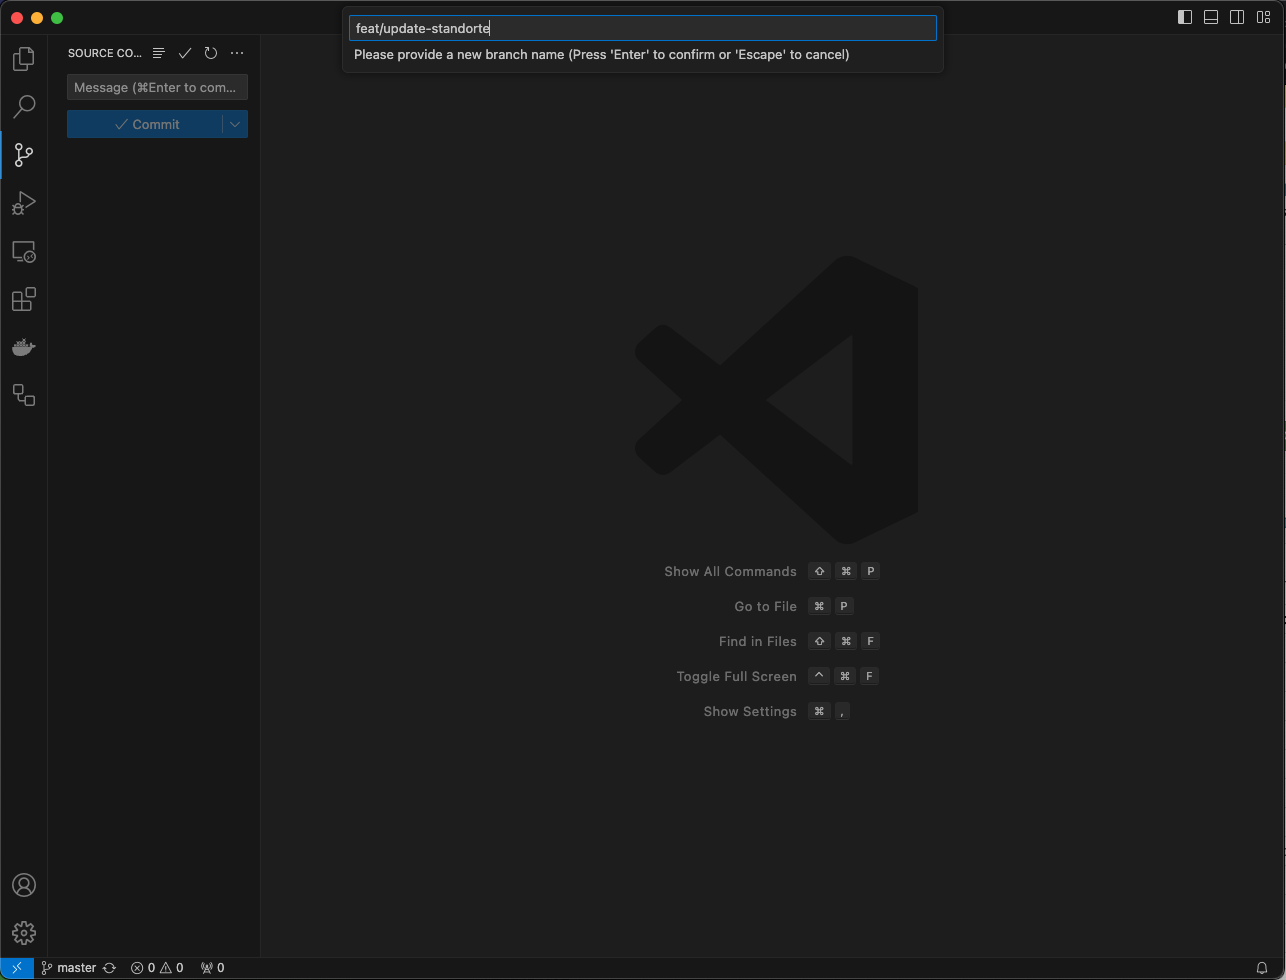 feat/update-standorte
Please provide a new branch name (Press 'Enter' to confirm or 'Escape' to cancel)
SOURCE CO...
Message (⌘Enter to com...
Commit
Show All Commands ⇧ ⌘ P
Go to File ⌘ P
Find in Files ⇧ ⌘ F
Toggle Full Screen ^ ⌘ F
Show Settings ⌘ ,
master 0 0 0